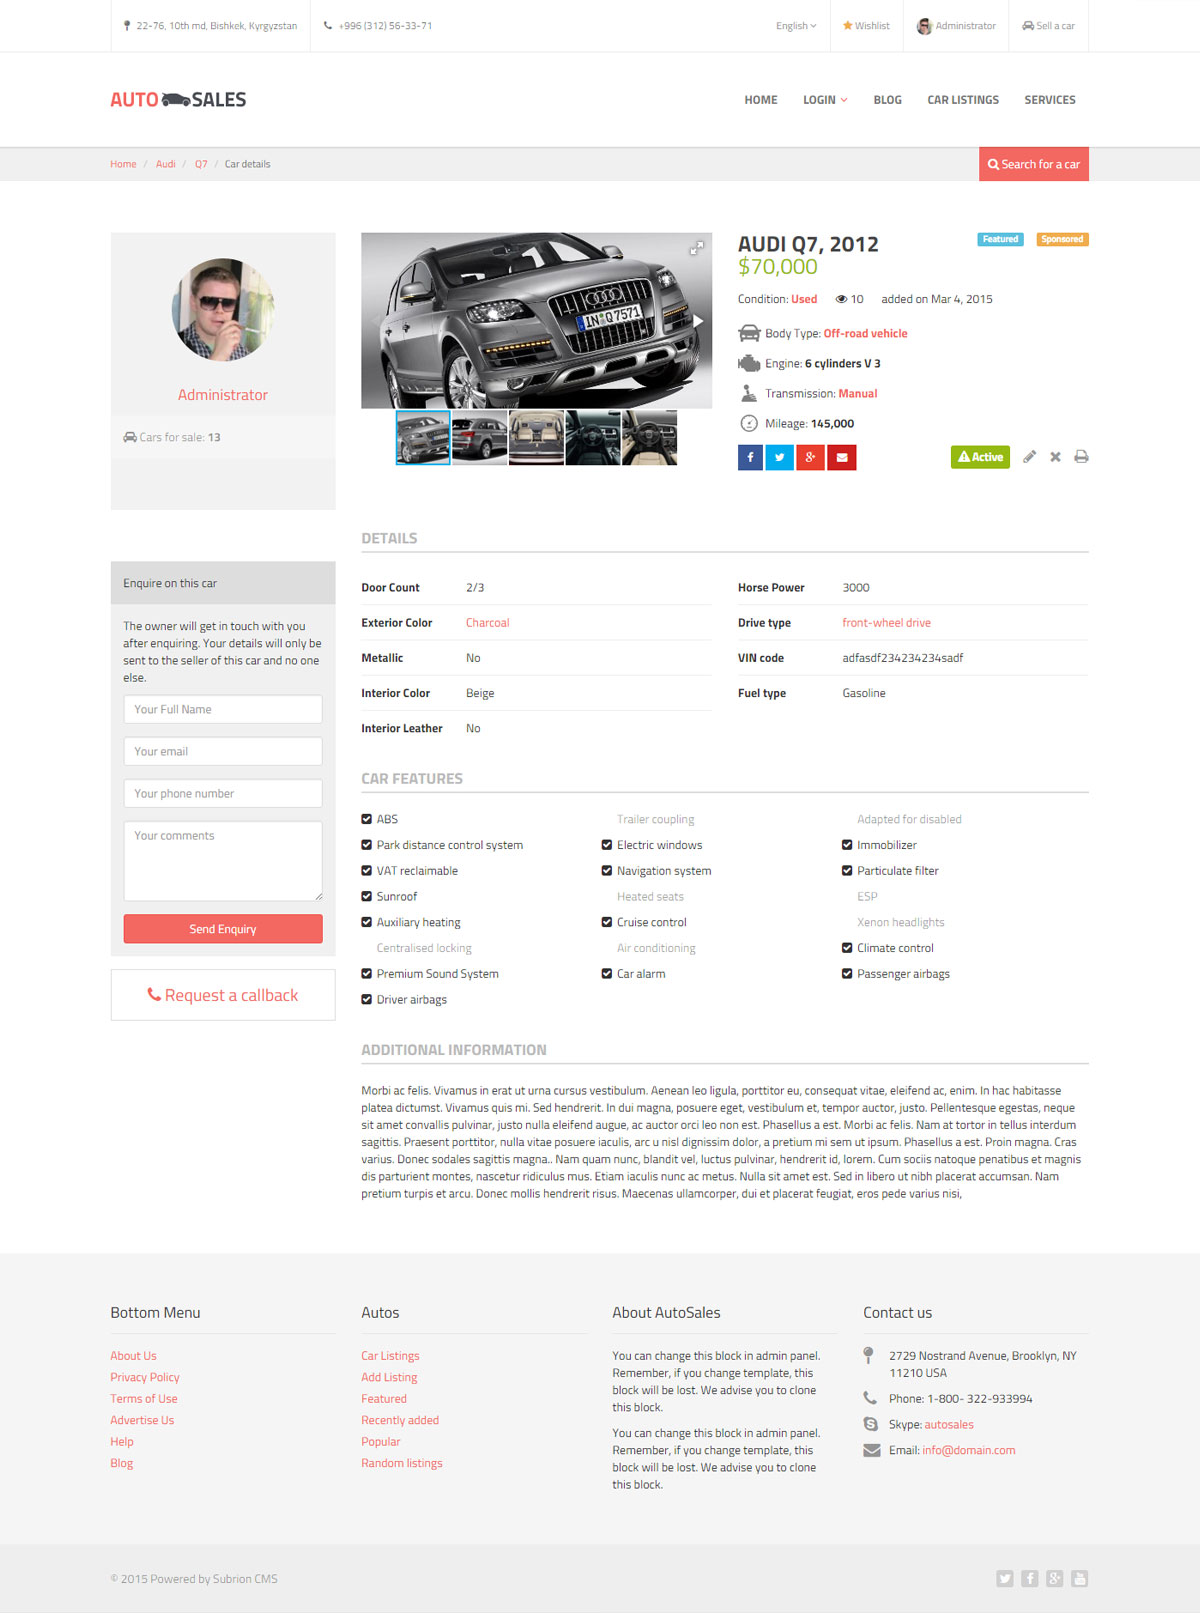 22-76, 10th md, Bishkek, Kyrgyzstan
+996 (312) 56-33-71
English
Wishlist
Administrator
Sell a car
AUTO SALES
HOME
LOGIN
BLOG
CAR LISTINGS
SERVICES
Home / Audi / Q7 / Car details
Search for a car
Administrator
Cars for sale: 13
IN Q 7571
AUDI Q7, 2012
Featured
Sponsored
$70,000
Condition: Used
10
added on Mar 4, 2015
Body Type: Off-road vehicle
Engine: 6 cylinders V 3
Transmission: Manual
Mileage: 145,000
Active
Enquire on this car
The owner will get in touch with you
after enquiring. Your details will only be
sent to the seller of this car and no one
else.
Your Full Name
Your email
Your phone number
Your comments
Send Enquiry
Request a callback
DETAILS
Door Count 2/3
Exterior Color Charcoal
Metallic No
Interior Color Beige
Interior Leather No
Horse Power 3000
Drive type front-wheel drive
VIN code adfasdf234234234sadf
Fuel type Gasoline
CAR FEATURES
ABS
Trailer coupling
Adapted for disabled
Park distance control system
Electric windows
Immobilizer
VAT reclaimable
Navigation system
Particulate filter
Sunroof
Heated seats
ESP
Auxiliary heating
Cruise control
Xenon headlights
Centralised locking
Air conditioning
Climate control
Premium Sound System
Car alarm
Passenger airbags
Driver airbags
ADDITIONAL INFORMATION
Morbi ac felis. Vivamus in erat ut urna cursus vestibulum. Aenean leo ligula, porttitor eu, consequat vitae, eleifend ac, enim. In hac habitasse
platea dictumst. Vivamus quis mi. Sed hendrerit. In dui magna, posuere eget, vestibulum et, tempor auctor, justo. Pellentesque egestas, neque
sit amet convallis pulvinar, justo nulla eleifend augue, ac auctor orci leo non est. Phasellus a est. Morbi ac felis. Nam at tortor in tellus interdum
sagittis. Praesent porttitor, nulla vitae posuere iaculis, arc u nisl dignissim dolor, a pretium mi sem ut ipsum. Phasellus a est. Proin magna. Cras
varius. Donec sodales sagittis magna.. Nam quam nunc, blandit vel, luctus pulvinar, hendrerit id, lorem. Cum sociis natoque penatibus et magnis
dis parturient montes, nascetur ridiculus mus. Etiam iaculis nunc ac metus. Nulla sit amet est. Sed in libero ut nibh placerat accumsan. Nam
pretium turpis et arcu. Donec mollis hendrerit risus. Maecenas ullamcorper, dui et placerat feugiat, eros pede varius nisi,
Bottom Menu
About Us
Privacy Policy
Terms of Use
Advertise Us
Help
Blog
Autos
Car Listings
Add Listing
Featured
Recently added
Popular
Random listings
About AutoSales
You can change this block in admin panel.
Remember, if you change template, this
block will be lost. We advise you to clone
this block.
You can change this block in admin panel.
Remember, if you change template, this
block will be lost. We advise you to clone
this block.
Contact us
2729 Nostrand Avenue, Brooklyn, NY
11210 USA
Phone: 1-800- 322-933994
Skype: autosales
Email: info@domain.com
© 2015 Powered by Subrion CMS